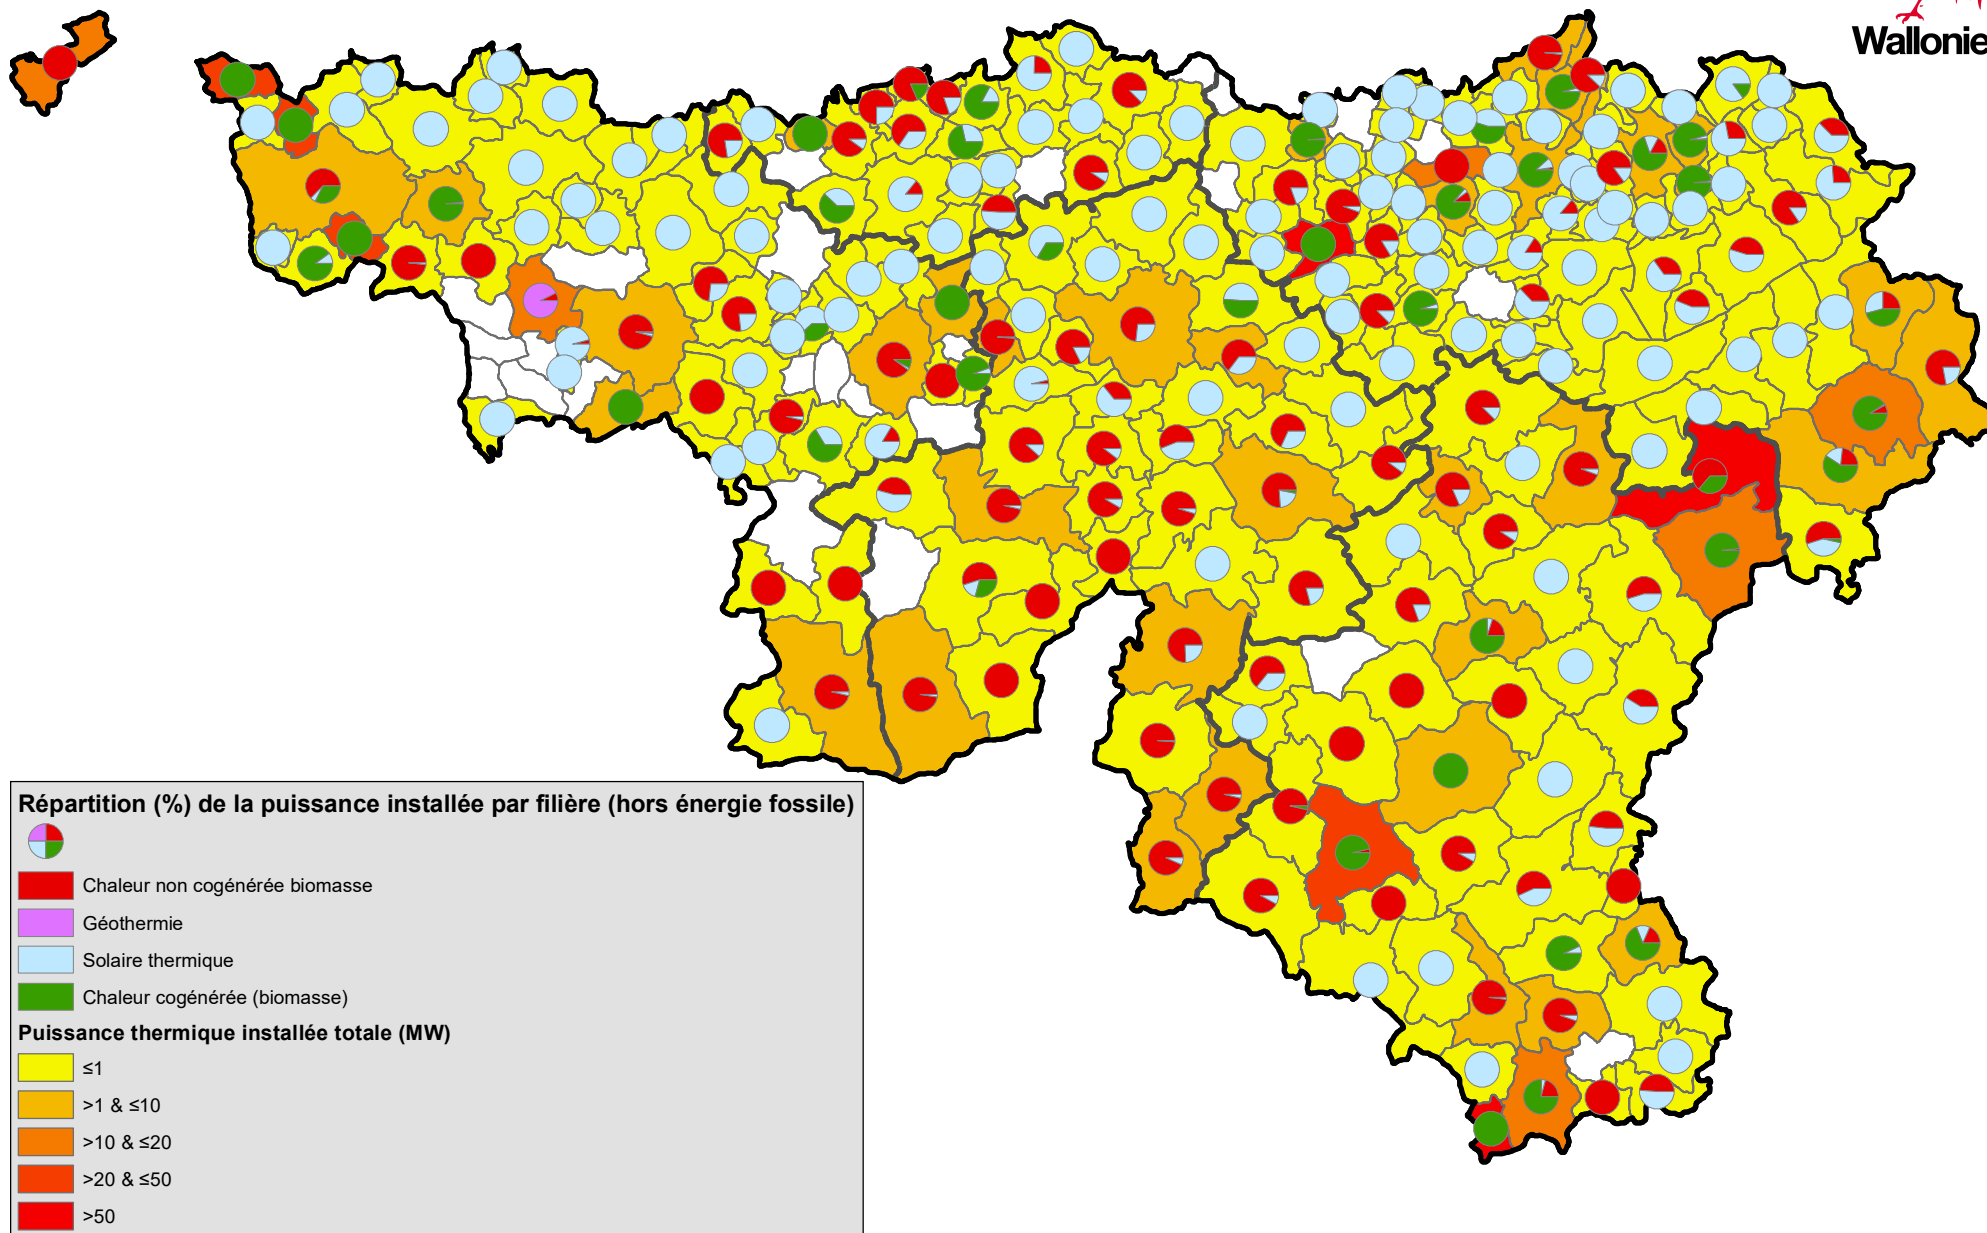 Wallonie
Répartition (%) de la puissance installée par filière (hors énergie fossile)
Chaleur non cogénérée biomasse
Géothermie
Solaire thermique
Chaleur cogénérée (biomasse)
Puissance thermique installée totale (MW)
≤1
>1 & ≤10
>10 & ≤20
>20 & ≤50
>50